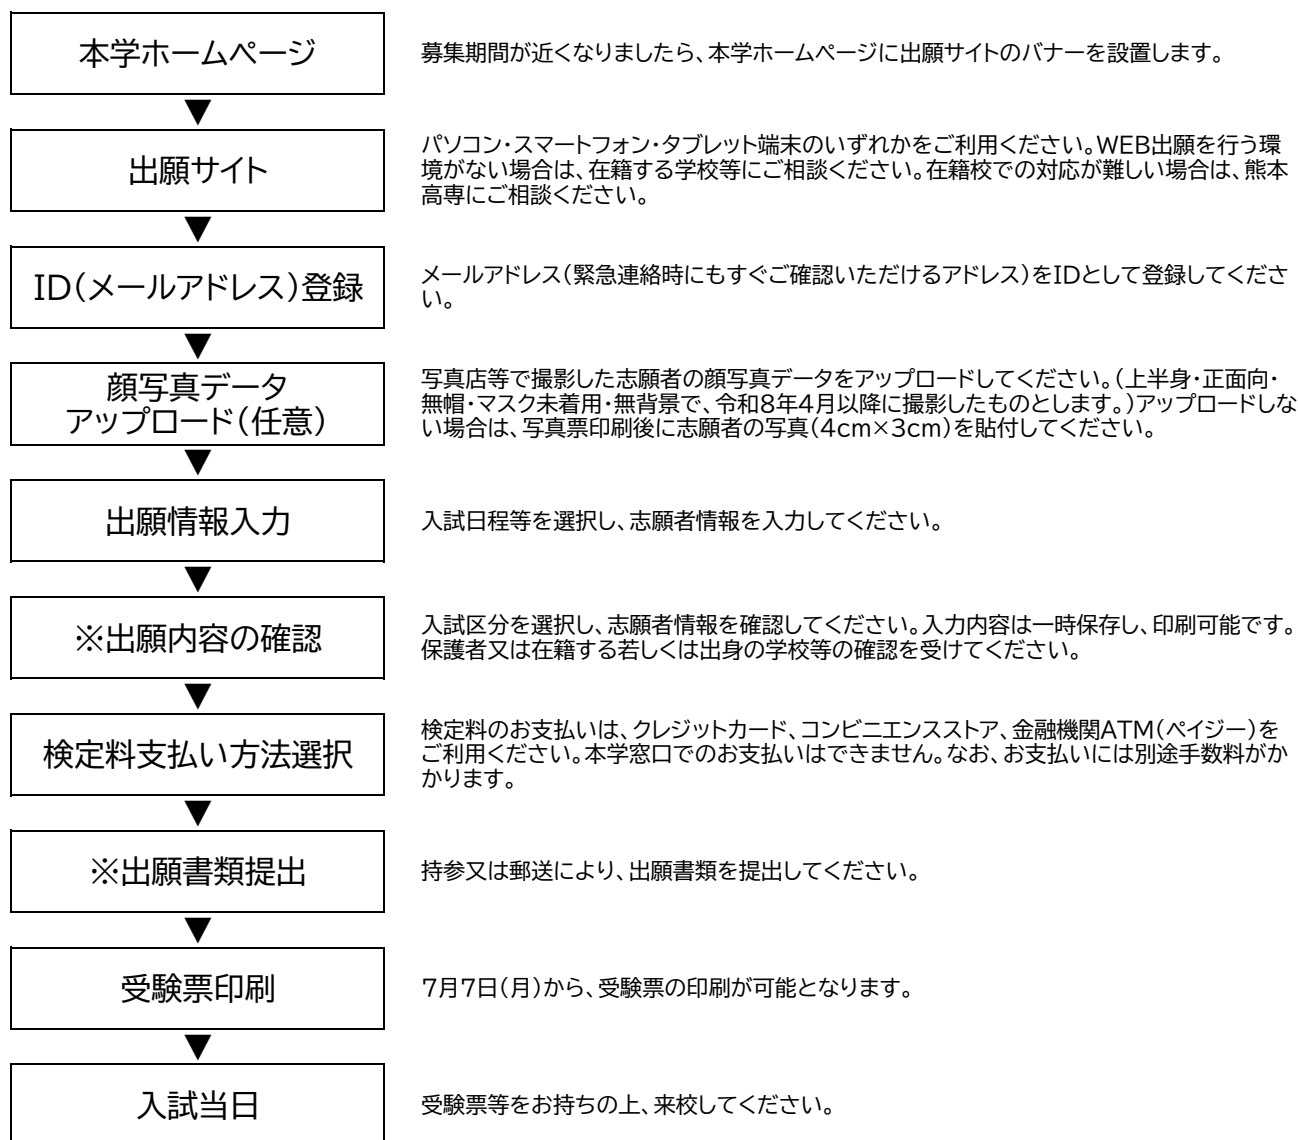 本学ホームページ
募集期間が近くなりましたら、本学ホームページに出願サイトのバナーを設置します。
▼
出願サイト
パソコン・スマートフォン・タブレット端末のいずれかをご利用ください。WEB出願を行う環
境がない場合は、在籍する学校等にご相談ください。在籍校での対応が難しい場合は、熊本
高専にご相談ください。
▼
ID(メールアドレス)登録
メールアドレス(緊急連絡時にもすぐご確認いただけるアドレス)をIDとして登録してくださ
い。
▼
顔写真データ
アップロード(任意)
写真店等で撮影した志願者の顔写真データをアップロードしてください。(上半身・正面向・
無帽・マスク未着用・無背景で、令和8年4月以降に撮影したものとします。)アップロードしな
い場合は、写真票印刷後に志願者の写真(4cm×3cm)を貼付してください。
▼
出願情報入力
入試日程等を選択し、志願者情報を入力してください。
▼
※出願内容の確認
入試区分を選択し、志願者情報を確認してください。入力内容は一時保存し、印刷可能です。
保護者又は在籍する若しくは出身の学校等の確認を受けてください。
▼
検定料支払い方法選択
検定料のお支払いは、クレジットカード、コンビニエンスストア、金融機関ATM(ペイジー)を
ご利用ください。本学窓口でのお支払いはできません。なお、お支払いには別途手数料がか
かります。
▼
※出願書類提出
持参又は郵送により、出願書類を提出してください。
▼
受験票印刷
7月7日(月)から、受験票の印刷が可能となります。
▼
入試当日
受験票等をお持ちの上、来校してください。